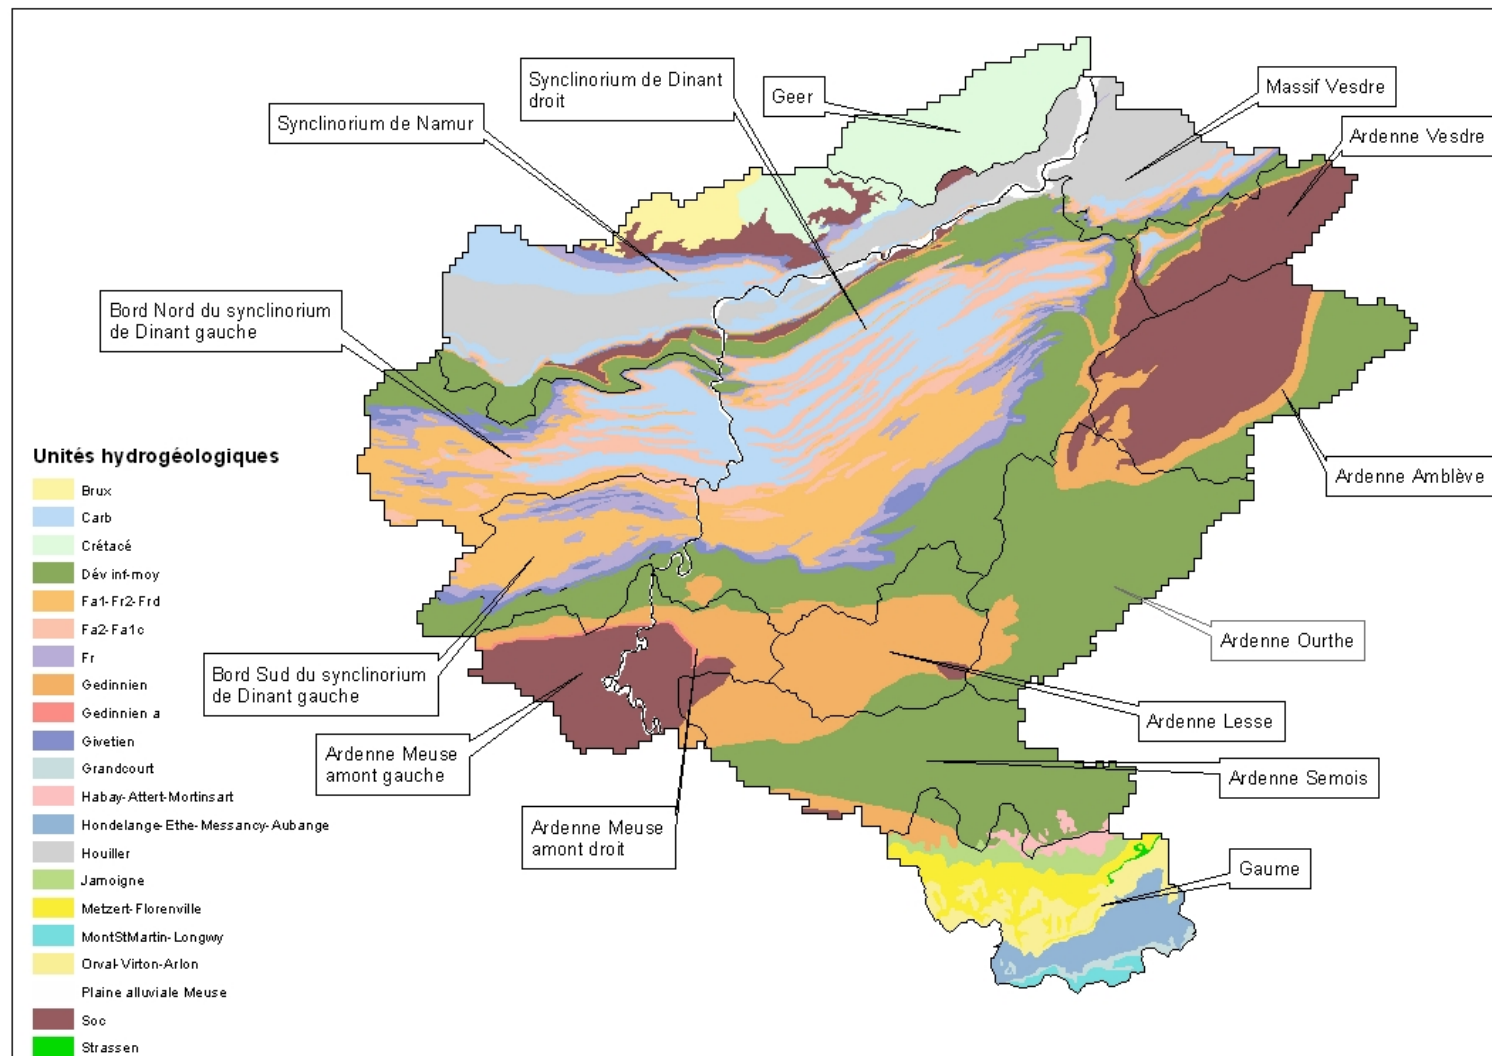 Synclinorium de Dinant
droit
Geer
Massif Vesdre
Synclinorium de Namur
Ardenne Vesdre
Bord Nord du synclinorium
de Dinant gauche
Unités hydrogéologiques
Brux
Carb
Crétacé
Dév inf-moy
Fa1-Fr2-Frd
Fa2-Fa1c
Fr
Gedinnien
Gedinnien a
Givetien
Grandcourt
Habay-Attert-Mortinsart
Hondelange-Ethe-Messancy-Aubange
Houiller
Jamoigne
Metzert-Florenville
MontStMartin-Longwy
Orval-Virton-Arlon
Plaine alluviale Meuse
Soc
Strassen
Ardenne Amblève
Ardenne Ourthe
Bord Sud du synclinorium
de Dinant gauche
Ardenne Lesse
Ardenne Meuse
amont gauche
Ardenne Semois
Ardenne Meuse
amont droit
Gaume